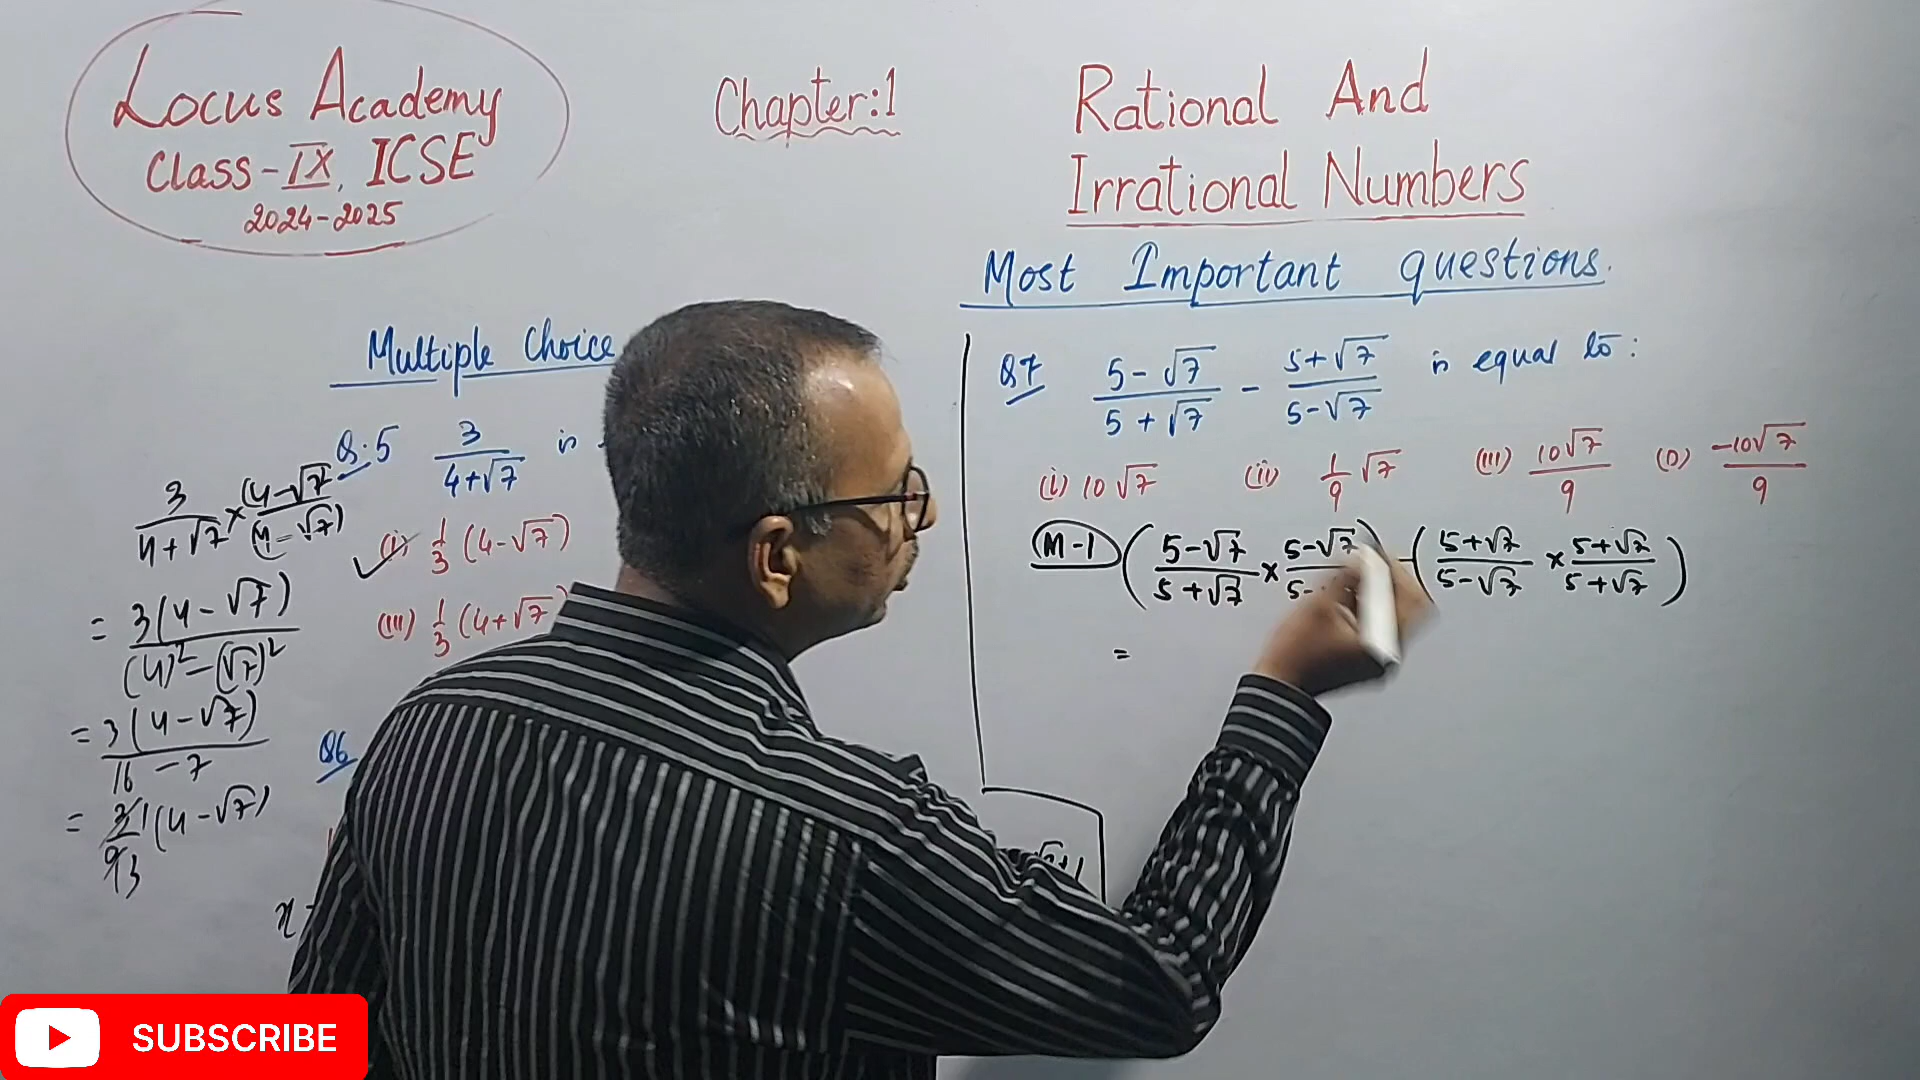 Locus Academy
Class-IX, ICSE
2024-2025
Chapter:1
Rational And
Irrational Numbers
Most Important questions.
Multiple Choice
Q.5 3/(4+√7) is
(i) 1/3 (4-√7)
(iii) 1/3 (4+√7
3/(4+√7) × (4-√7)/(4-√7)
= 3(4-√7)/((4)²-(√7)²)
= 3(4-√7)/(16-7)
= 3/9 1/3 (4-√7)
Q6
x
Q7 (5-√7)/(5+√7) - (5+√7)/(5-√7) is equal to:
(i) 10√7 (ii) 1/9 √7 (iii) 10√7/9 (D) -10√7/9
M-1 ((5-√7)/(5+√7) × (5-√7)/5-) - ((5+√7)/(5-√7) × (5+√7)/(5+√7))
=
SUBSCRIBE